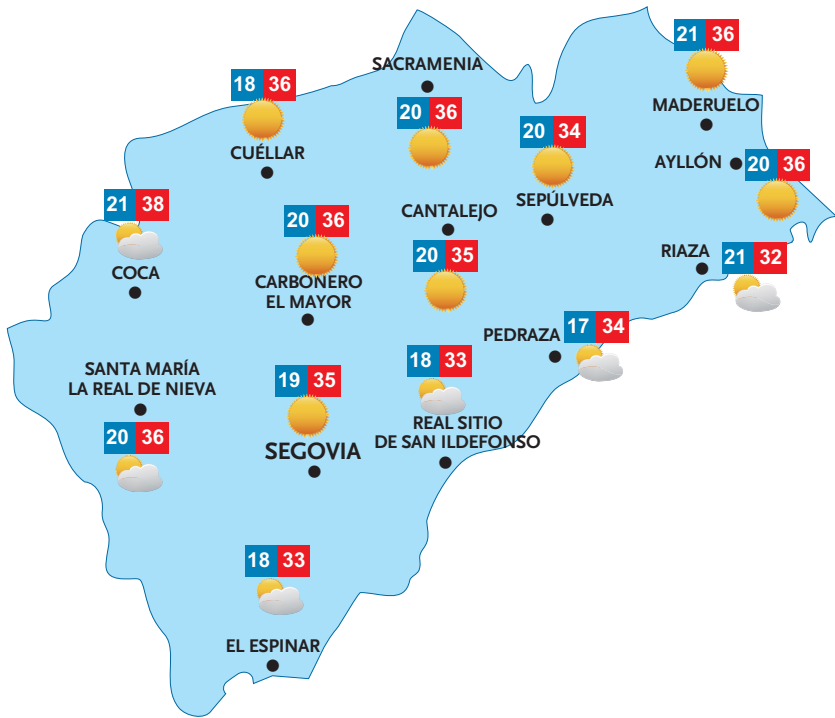 21 36
MADERUELO
SACRAMENIA
20 36
18 36
CUÉLLAR
20 34
SEPÚLVEDA
AYLLÓN
20 36
21 38
COCA
20 36
CARBONERO
EL MAYOR
CANTALEJO
20 35
RIAZA
21 32
PEDRAZA
17 34
SANTA MARÍA
LA REAL DE NIEVA
20 36
19 35
SEGOVIA
18 33
REAL SITIO
DE SAN ILDEFONSO
18 33
EL ESPINAR